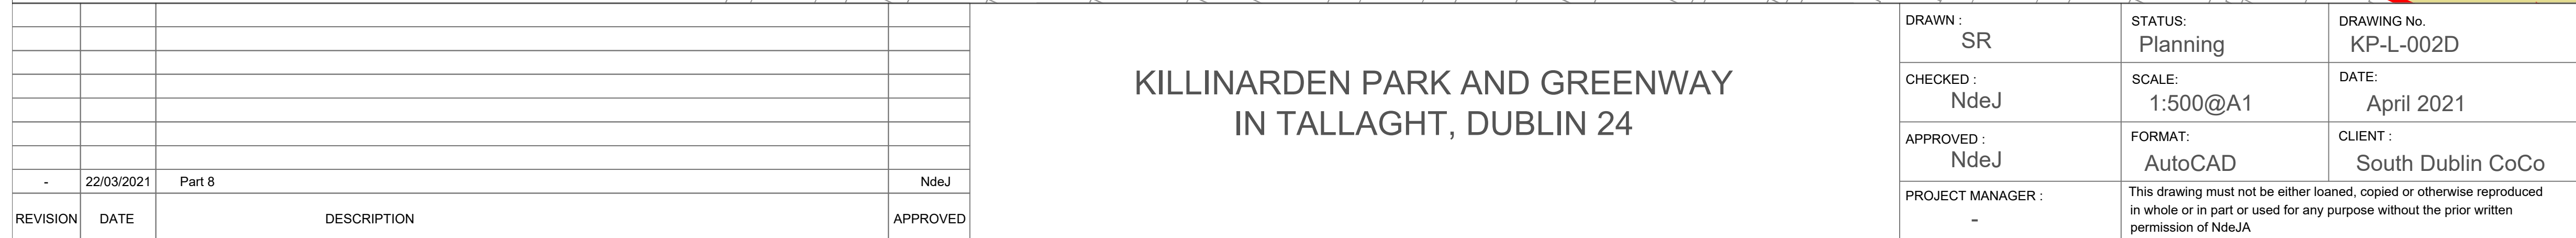 - 22/03/2021 Part 8 NdeJ
REVISION DATE DESCRIPTION APPROVED
KILLINARDEN PARK AND GREENWAY
IN TALLAGHT, DUBLIN 24
DRAWN :
SR
STATUS:
Planning
DRAWING No.
KP-L-002D
CHECKED :
NdeJ
SCALE:
1:500@A1
DATE:
April 2021
APPROVED :
NdeJ
FORMAT:
AutoCAD
CLIENT :
South Dublin CoCo
PROJECT MANAGER :
-
This drawing must not be either loaned, copied or otherwise reproduced
in whole or in part or used for any purpose without the prior written
permission of NdeJA